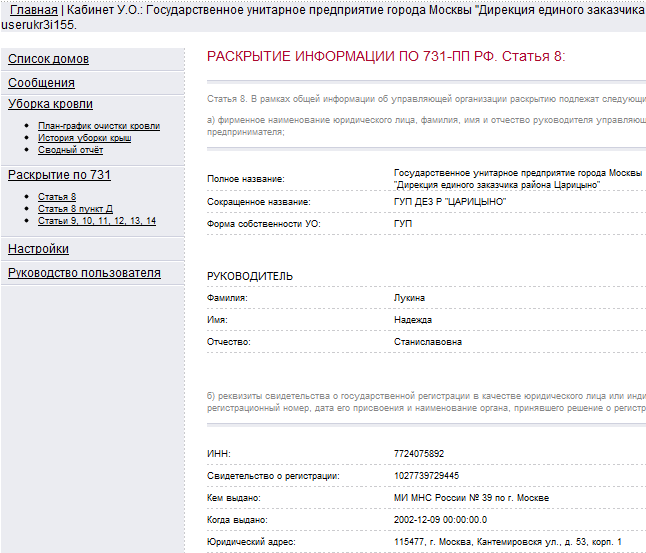 Главная | Кабинет У.О.: Государственное унитарное предприятие города Москвы "Дирекция единого заказчика
userukr3i155.
Список домов
Сообщения
Уборка кровли
План-график очистки кровли
История уборки крыш
Сводный отчёт
Раскрытие по 731
Статья 8
Статья 8 пункт Д
Статьи 9, 10, 11, 12, 13, 14
Настройки
Руководство пользователя
РАСКРЫТИЕ ИНФОРМАЦИИ ПО 731-ПП РФ. Статья 8:
Статья 8. В рамках общей информации об управляющей организации раскрытию подлежат следующи
а) фирменное наименование юридического лица, фамилия, имя и отчество руководителя управляющ
предпринимателя;
Полное название: Государственное унитарное предприятие города Москвы
"Дирекция единого заказчика района Царицыно"
Сокращенное название: ГУП ДЕЗ Р "ЦАРИЦЫНО"
Форма собственности УО: ГУП
РУКОВОДИТЕЛЬ
Фамилия: Лукина
Имя: Надежда
Отчество: Станиславовна
б) реквизиты свидетельства о государственной регистрации в качестве юридического лица или инди
регистрационный номер, дата его присвоения и наименование органа, принявшего решение о регистр
ИНН: 7724075892
Свидетельство о регистрации: 1027739729445
Кем выдано: МИ МНС России № 39 по г. Москве
Когда выдано: 2002-12-09 00:00:00.0
Юридический адрес: 115477, г. Москва, Кантемировскя ул., д. 53, корп. 1